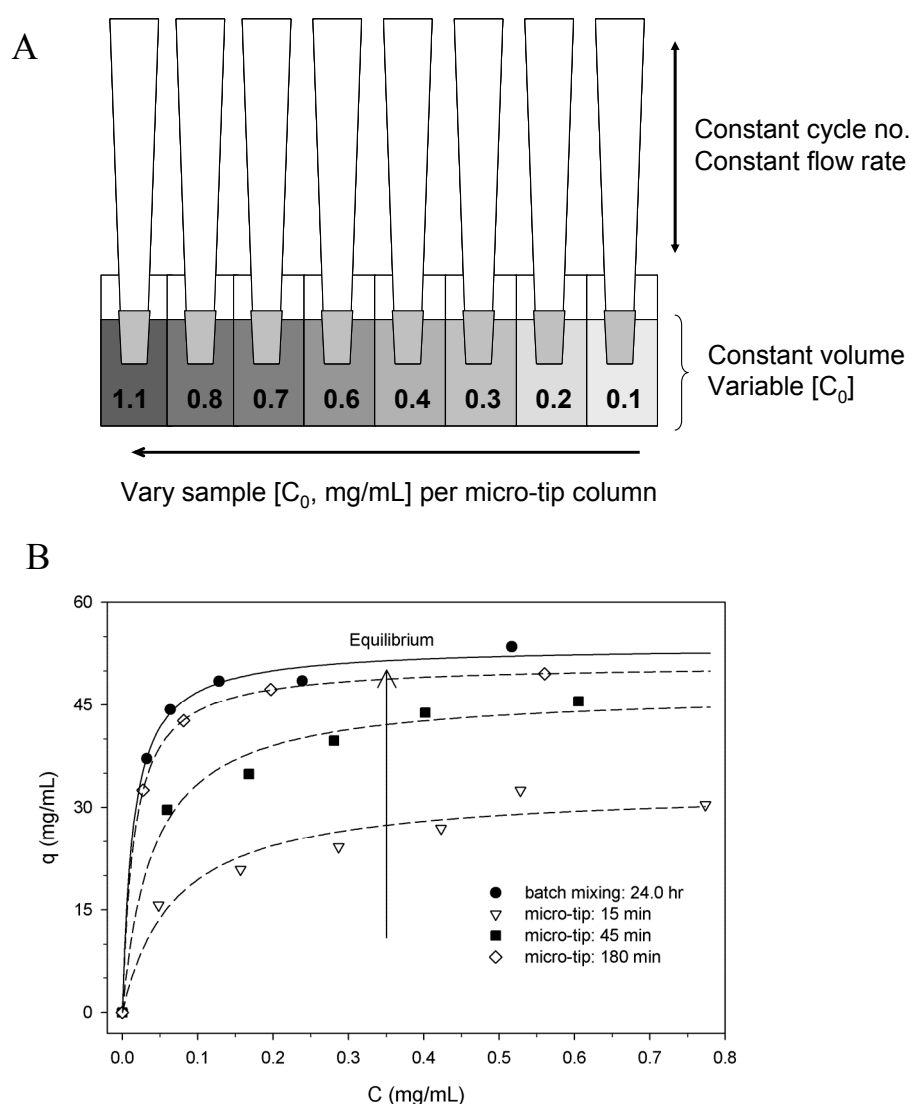 A
Constant cycle no.
Constant flow rate
1.1 0.8 0.7 0.6 0.4 0.3 0.2 0.1
Constant volume
Variable [C₀]
Vary sample [C₀, mg/mL] per micro-tip column
B
60
45
30
15
0
q (mg/mL)
Equilibrium
batch mixing: 24.0 hr
micro-tip: 15 min
micro-tip: 45 min
micro-tip: 180 min
0.0 0.1 0.2 0.3 0.4 0.5 0.6 0.7 0.8
C (mg/mL)